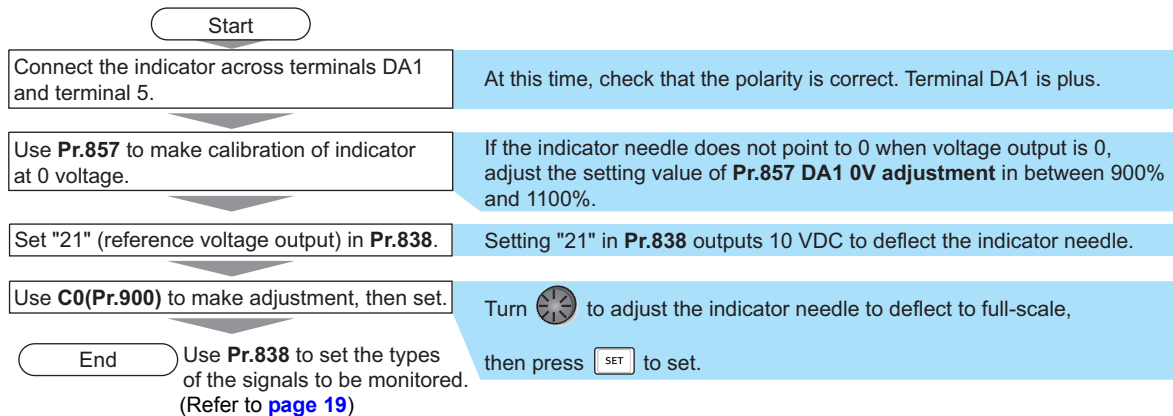 Start
Connect the indicator across terminals DA1
and terminal 5.
At this time, check that the polarity is correct. Terminal DA1 is plus.
Use Pr.857 to make calibration of indicator
at 0 voltage.
If the indicator needle does not point to 0 when voltage output is 0,
adjust the setting value of Pr.857 DA1 0V adjustment in between 900%
and 1100%.
Set "21" (reference voltage output) in Pr.838.
Setting "21" in Pr.838 outputs 10 VDC to deflect the indicator needle.
Use C0(Pr.900) to make adjustment, then set.
Turn to adjust the indicator needle to deflect to full-scale,
then press SET to set.
End
Use Pr.838 to set the types
of the signals to be monitored.
(Refer to page 19)